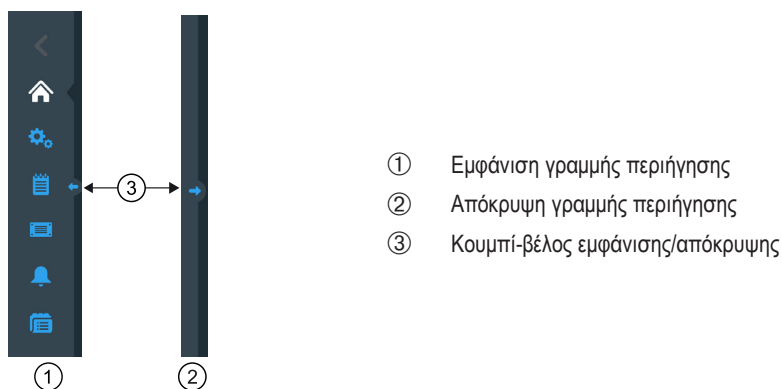 3
1
2
① Εμφάνιση γραμμής περιήγησης
② Απόκρυψη γραμμής περιήγησης
③ Κουμπί-βέλος εμφάνισης/απόκρυψης